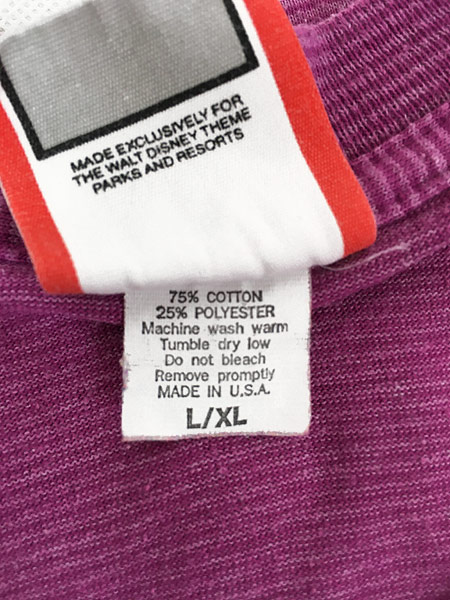 MADE EXCLUSIVELY FOR
THE WALT DISNEY THEME
PARKS AND RESORTS
75% COTTON
25% POLYESTER
Machine wash warm
Tumble dry low
Do not bleach
Remove promptly
MADE IN U.S.A.
L/XL